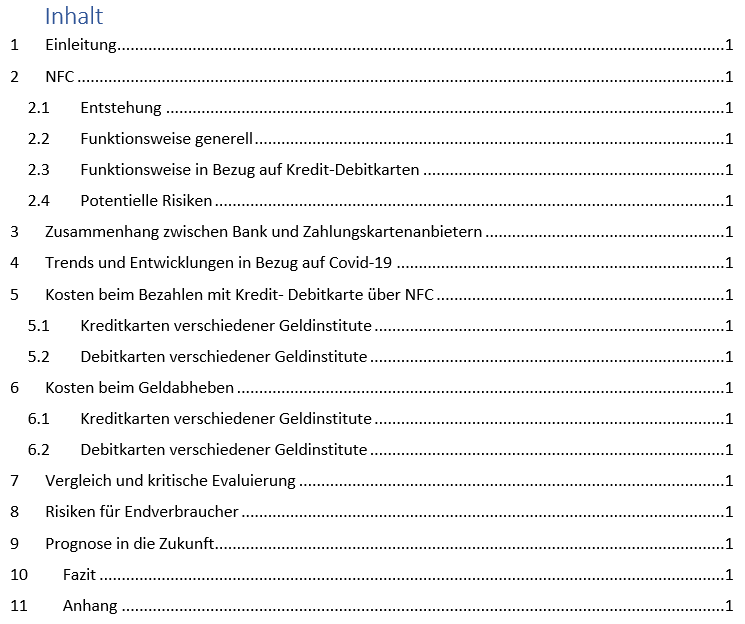 Inhalt
1 Einleitung.......................................................................1
2 NFC.......................................................................1
2.1 Entstehung.......................................................................1
2.2 Funktionsweise generell.......................................................................1
2.3 Funktionsweise in Bezug auf Kredit-Debitkarten.......................................................................1
2.4 Potentielle Risiken.......................................................................1
3 Zusammenhang zwischen Bank und Zahlungskartenanbietern.......................................................................1
4 Trends und Entwicklungen in Bezug auf Covid-19.......................................................................1
5 Kosten beim Bezahlen mit Kredit- Debitkarte über NFC.......................................................................1
5.1 Kreditkarten verschiedener Geldinstitute.......................................................................1
5.2 Debitkarten verschiedener Geldinstitute.......................................................................1
6 Kosten beim Geldabheben.......................................................................1
6.1 Kreditkarten verschiedener Geldinstitute.......................................................................1
6.2 Debitkarten verschiedener Geldinstitute.......................................................................1
7 Vergleich und kritische Evaluierung.......................................................................1
8 Risiken für Endverbraucher.......................................................................1
9 Prognose in die Zukunft.......................................................................1
10 Fazit.......................................................................1
11 Anhang.......................................................................1